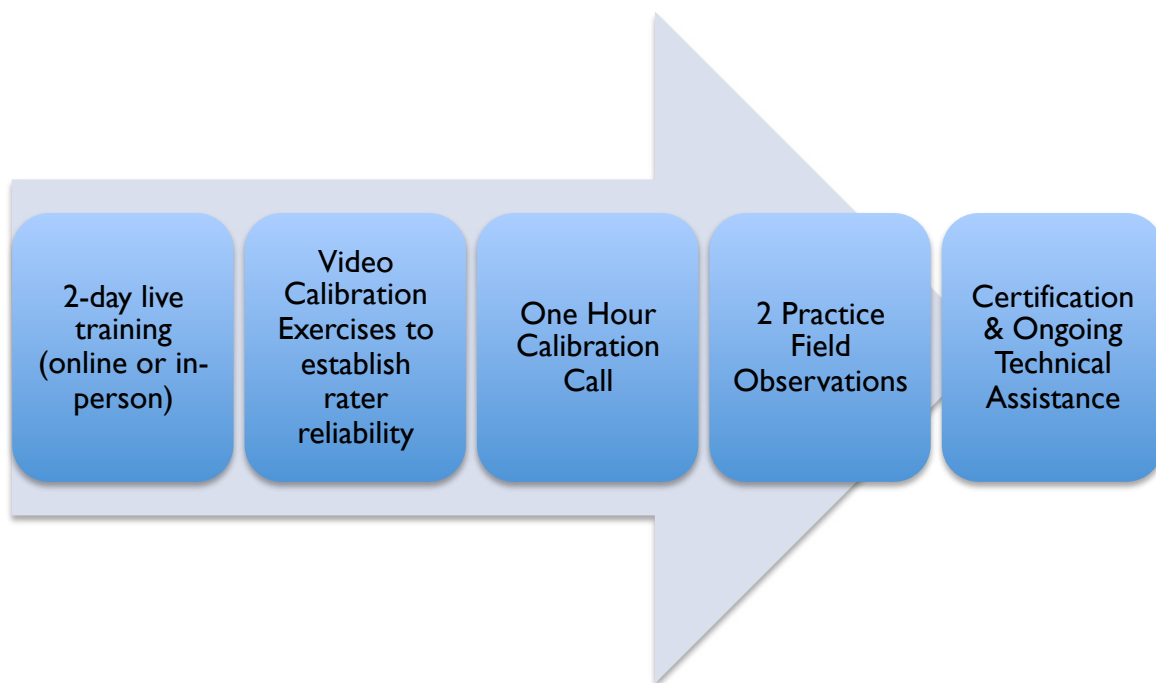 2-day live
training
(online or in-
person)
Video
Calibration
Exercises to
establish
rater
reliability
One Hour
Calibration
Call
2 Practice
Field
Observations
Certification
& Ongoing
Technical
Assistance